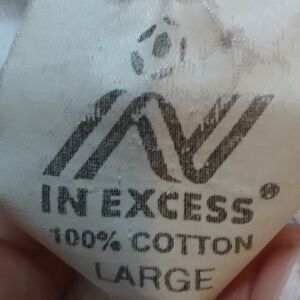 IN EXCESS®
100% COTTON
LARGE